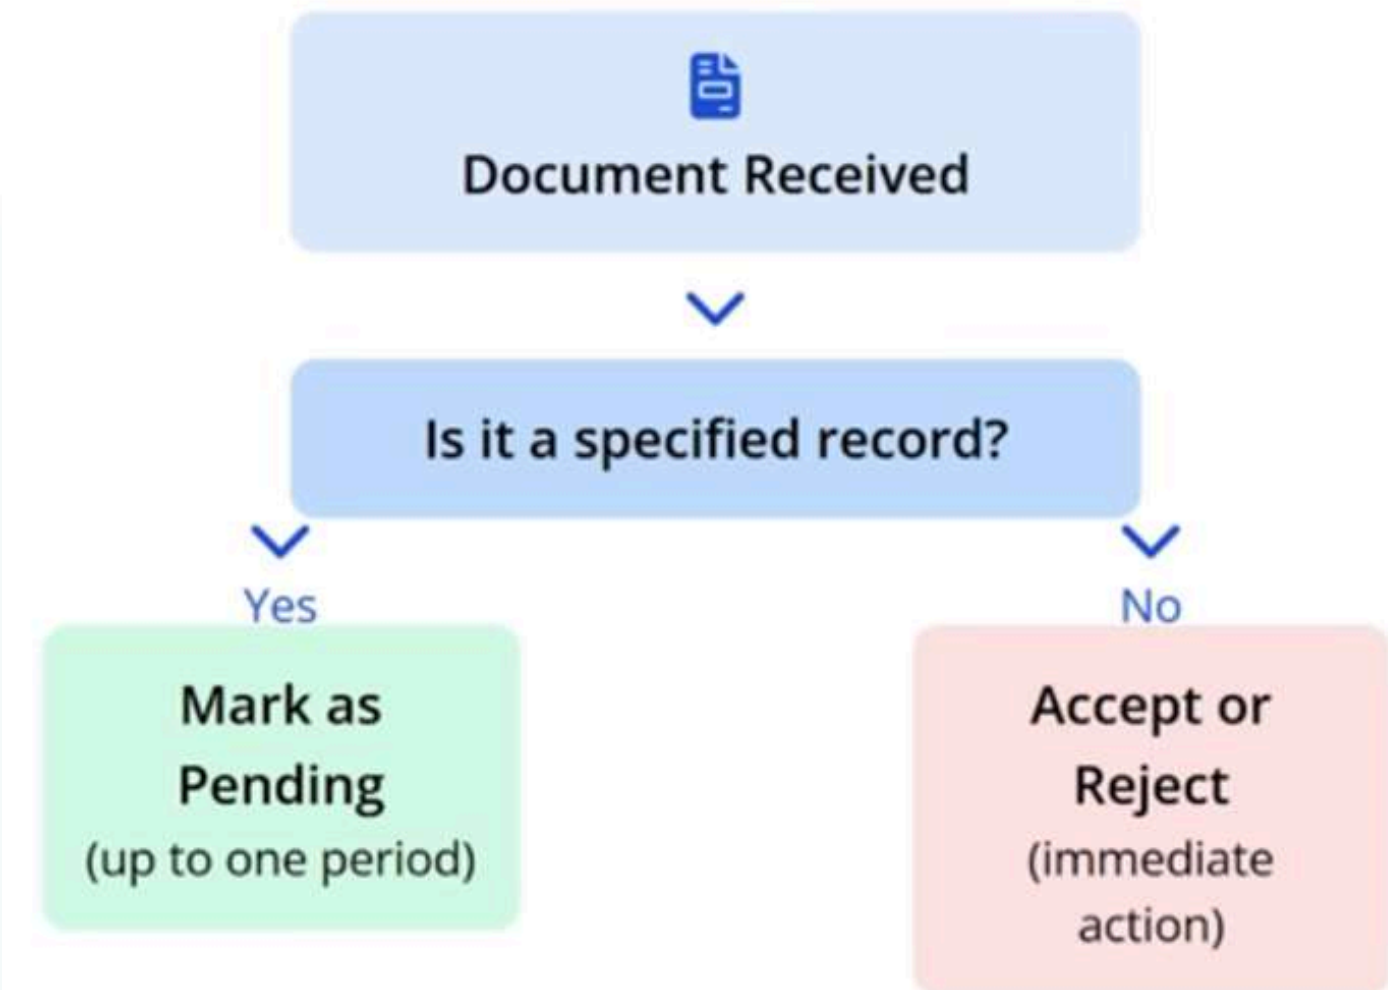 Document Received
Is it a specified record?
Yes
No
Mark as
Pending
(up to one period)
Accept or
Reject
(immediate
action)